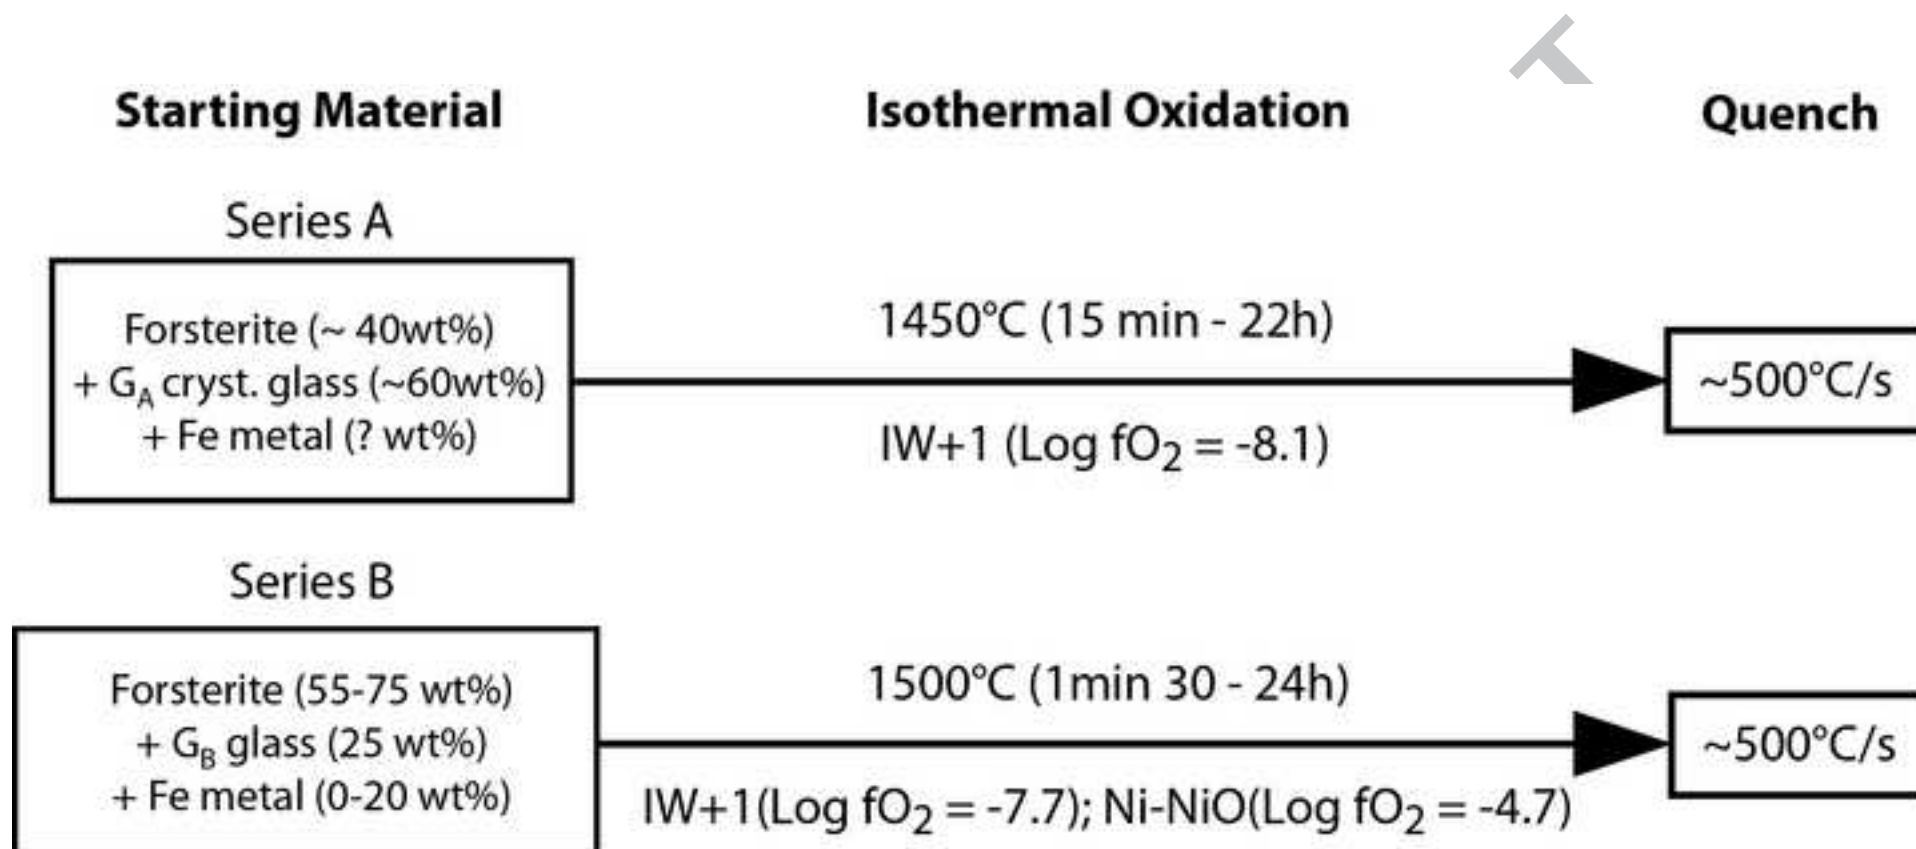 Starting Material
Isothermal Oxidation
Quench
Series A
Forsterite (~ 40wt%)
+ G_A cryst. glass (~60wt%)
+ Fe metal (? wt%)
1450°C (15 min - 22h)
IW+1 (Log fO₂ = -8.1)
~500°C/s
Series B
Forsterite (55-75 wt%)
+ G_B glass (25 wt%)
+ Fe metal (0-20 wt%)
1500°C (1min 30 - 24h)
IW+1(Log fO₂ = -7.7); Ni-NiO(Log fO₂ = -4.7)
~500°C/s